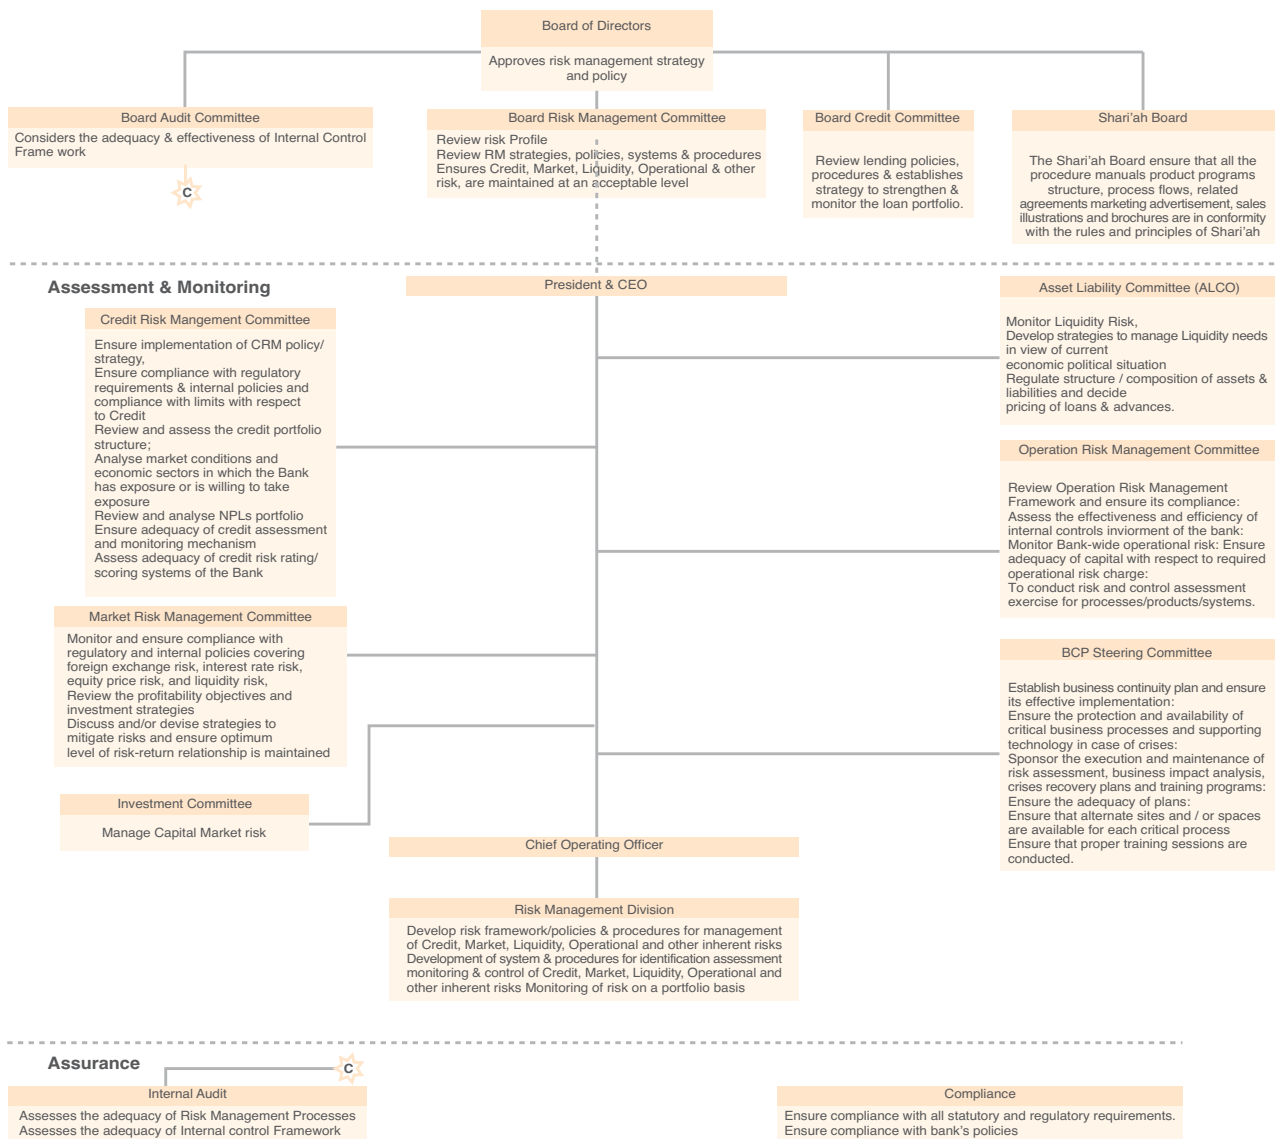 Board of Directors
Approves risk management strategy
and policy
Board Audit Committee
Considers the adequacy & effectiveness of Internal Control
Frame work
C
Board Risk Management Committee
Review risk Profile
Review RM strategies, policies, systems & procedures
Ensures Credit, Market, Liquidity, Operational & other
risk, are maintained at an acceptable level
Board Credit Committee
Review lending policies,
procedures & establishes
strategy to strengthen &
monitor the loan portfolio.
Shari'ah Board
The Shari'ah Board ensure that all the
procedure manuals product programs
structure, process flows, related
agreements marketing advertisement, sales
illustrations and brochures are in conformity
with the rules and principles of Shari'ah
Assessment & Monitoring
President & CEO
Credit Risk Mangement Committee
Ensure implementation of CRM policy/
strategy,
Ensure compliance with regulatory
requirements & internal policies and
compliance with limits with respect
to Credit
Review and assess the credit portfolio
structure;
Analyse market conditions and
economic sectors in which the Bank
has exposure or is willing to take
exposure
Review and analyse NPLs portfolio
Ensure adequacy of credit assessment
and monitoring mechanism
Assess adequacy of credit risk rating/
scoring systems of the Bank
Market Risk Management Committee
Monitor and ensure compliance with
regulatory and internal policies covering
foreign exchange risk, interest rate risk,
equity price risk, and liquidity risk,
Review the profitability objectives and
investment strategies
Discuss and/or devise strategies to
mitigate risks and ensure optimum
level of risk-return relationship is maintained
Investment Committee
Manage Capital Market risk
Asset Liability Committee (ALCO)
Monitor Liquidity Risk,
Develop strategies to manage Liquidity needs
in view of current
economic political situation
Regulate structure / composition of assets &
liabilities and decide
pricing of loans & advances.
Operation Risk Management Committee
Review Operation Risk Management
Framework and ensure its compliance:
Assess the effectiveness and efficiency of
internal controls inviorment of the bank:
Monitor Bank-wide operational risk: Ensure
adequacy of capital with respect to required
operational risk charge:
To conduct risk and control assessment
exercise for processes/products/systems.
BCP Steering Committee
Establish business continuity plan and ensure
its effective implementation:
Ensure the protection and availability of
critical business processes and supporting
technology in case of crises:
Sponsor the execution and maintenance of
risk assessment, business impact analysis,
crises recovery plans and training programs:
Ensure the adequacy of plans:
Ensure that alternate sites and / or spaces
are available for each critical process
Ensure that proper training sessions are
conducted.
Chief Operating Officer
Risk Management Division
Develop risk framework/policies & procedures for management
of Credit, Market, Liquidity, Operational and other inherent risks
Development of system & procedures for identification assessment
monitoring & control of Credit, Market, Liquidity, Operational and
other inherent risks Monitoring of risk on a portfolio basis
Assurance
C
Internal Audit
Assesses the adequacy of Risk Management Processes
Assesses the adequacy of Internal control Framework
Compliance
Ensure compliance with all statutory and regulatory requirements.
Ensure compliance with bank's policies